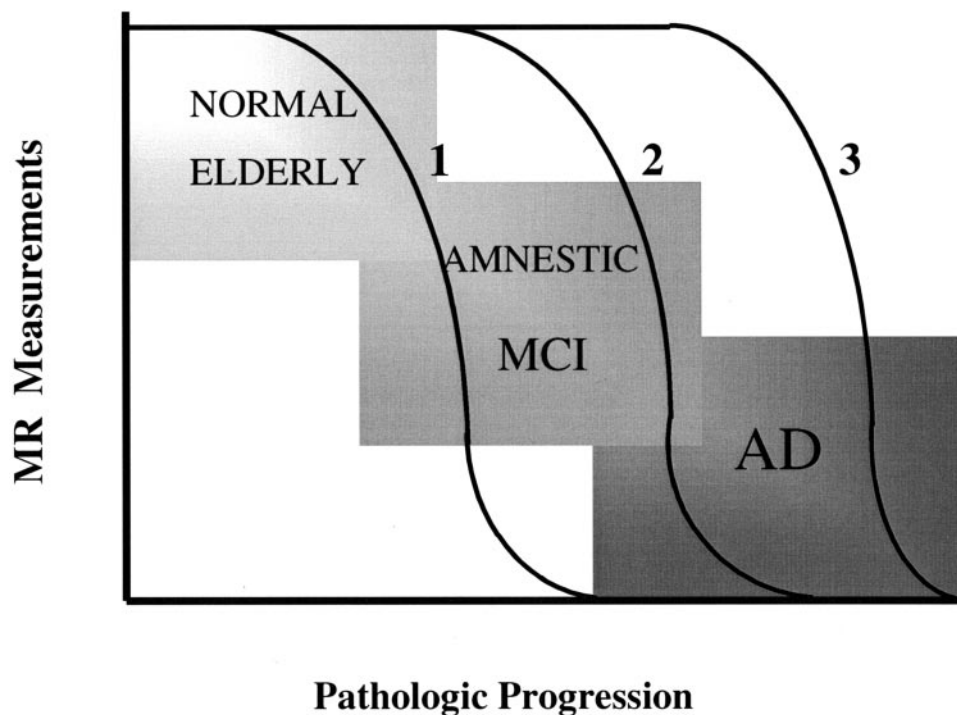 NORMAL
ELDERLY
1
2
3
AMNESTIC
MCI
AD
MR Measurements
Pathologic Progression